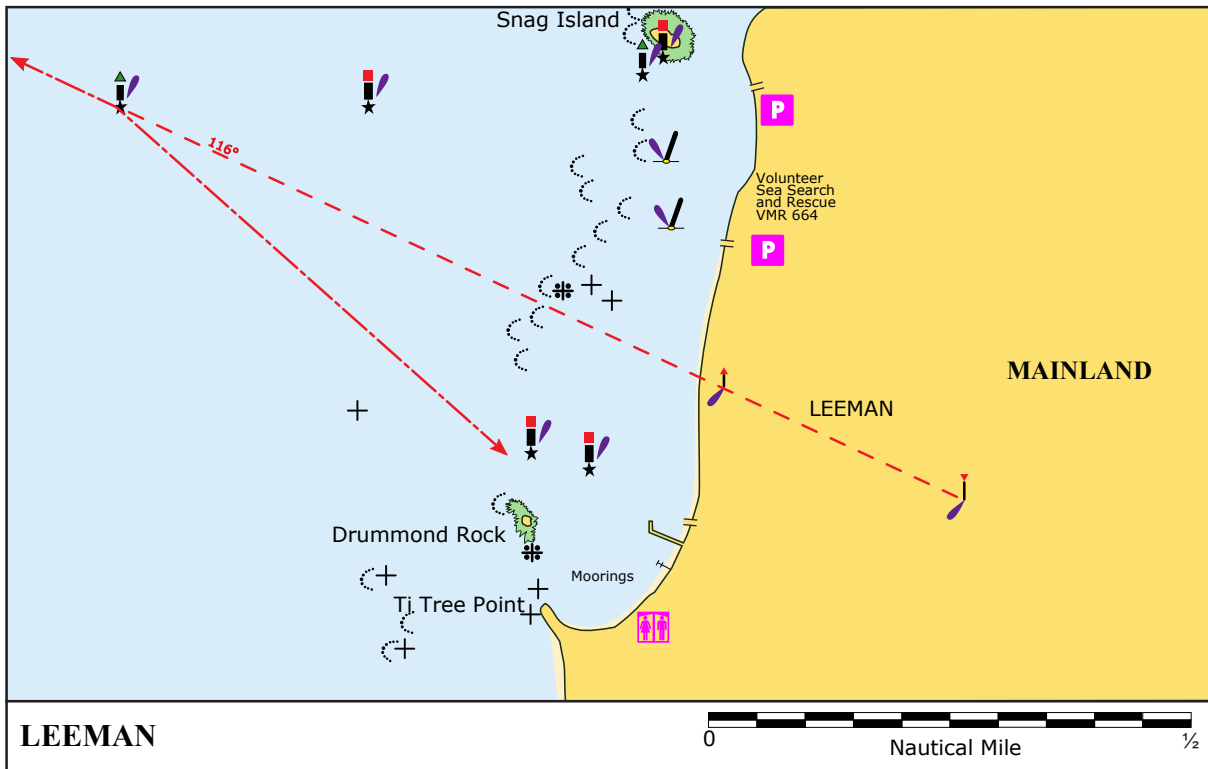 Snag Island
P
116º
Volunteer
Sea Search
and Rescue
VMR 664
P
MAINLAND
LEEMAN
Drummond Rock
Moorings
Ti Tree Point
LEEMAN
0
½
Nautical Mile